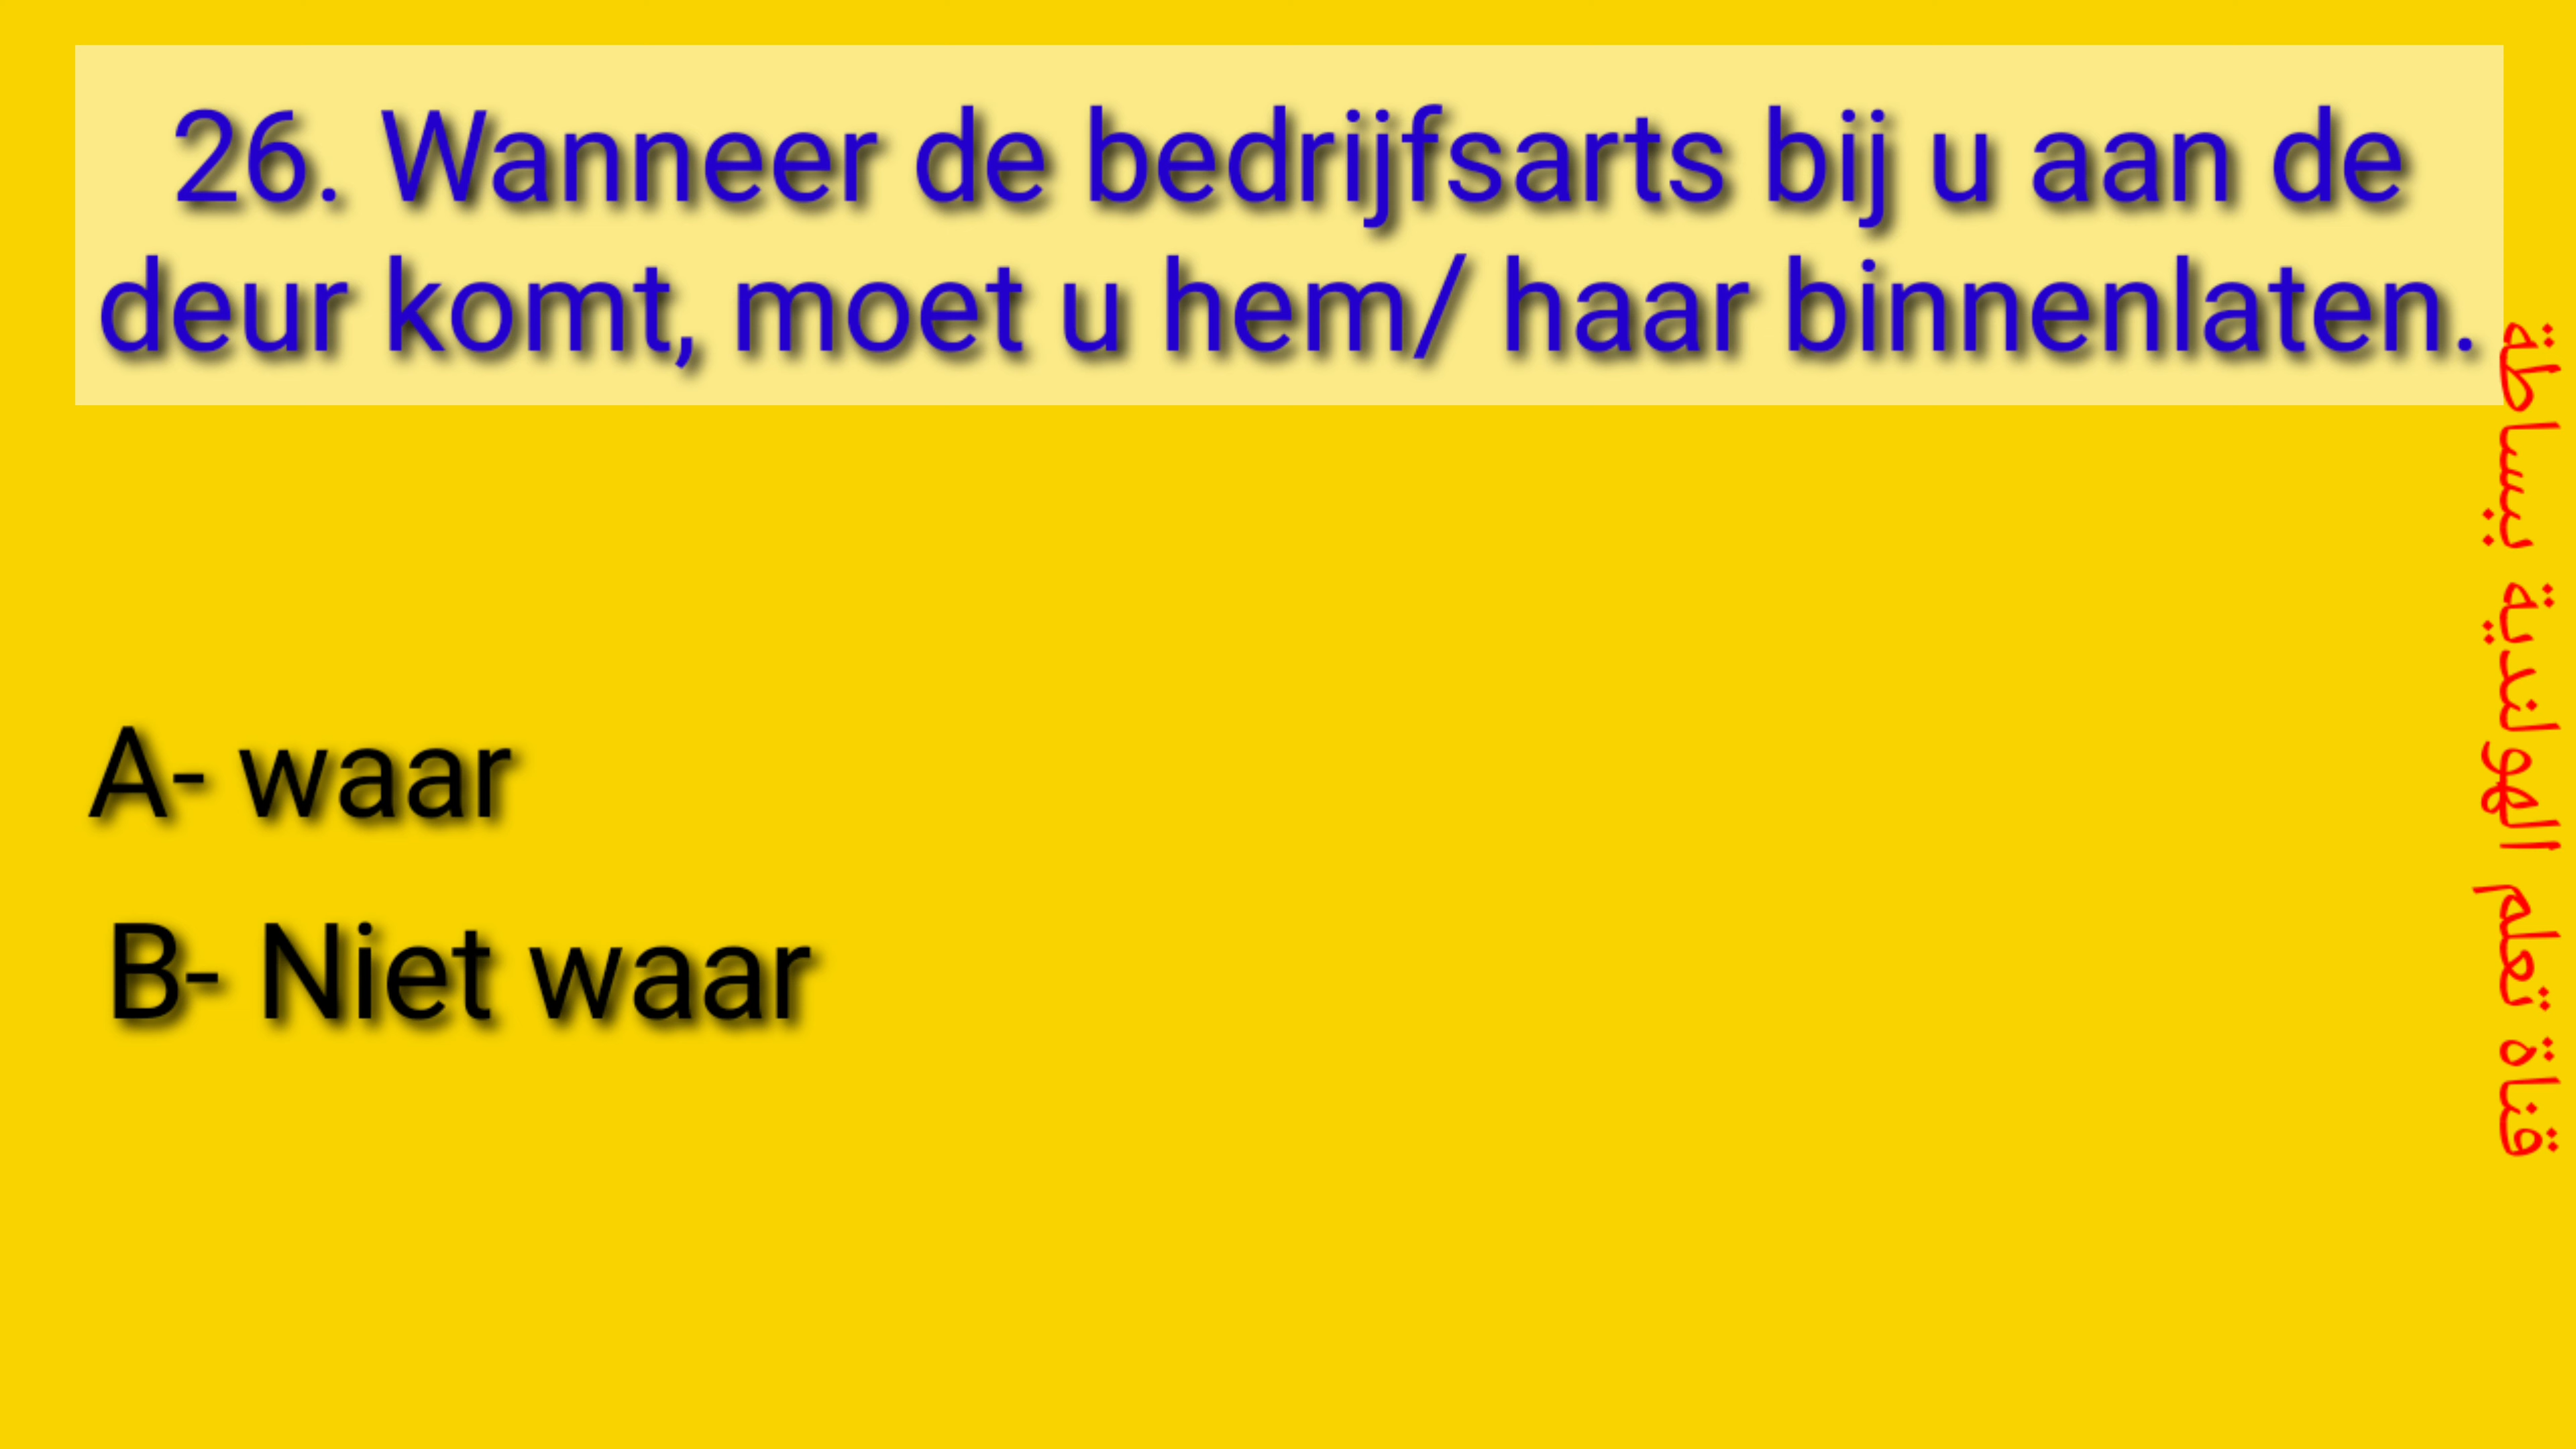 26. Wanneer de bedrijfsarts bij u aan de
deur komt, moet u hem/ haar binnenlaten.
A- waar
B- Niet waar
قناة تعلم الهولندية ببساطة